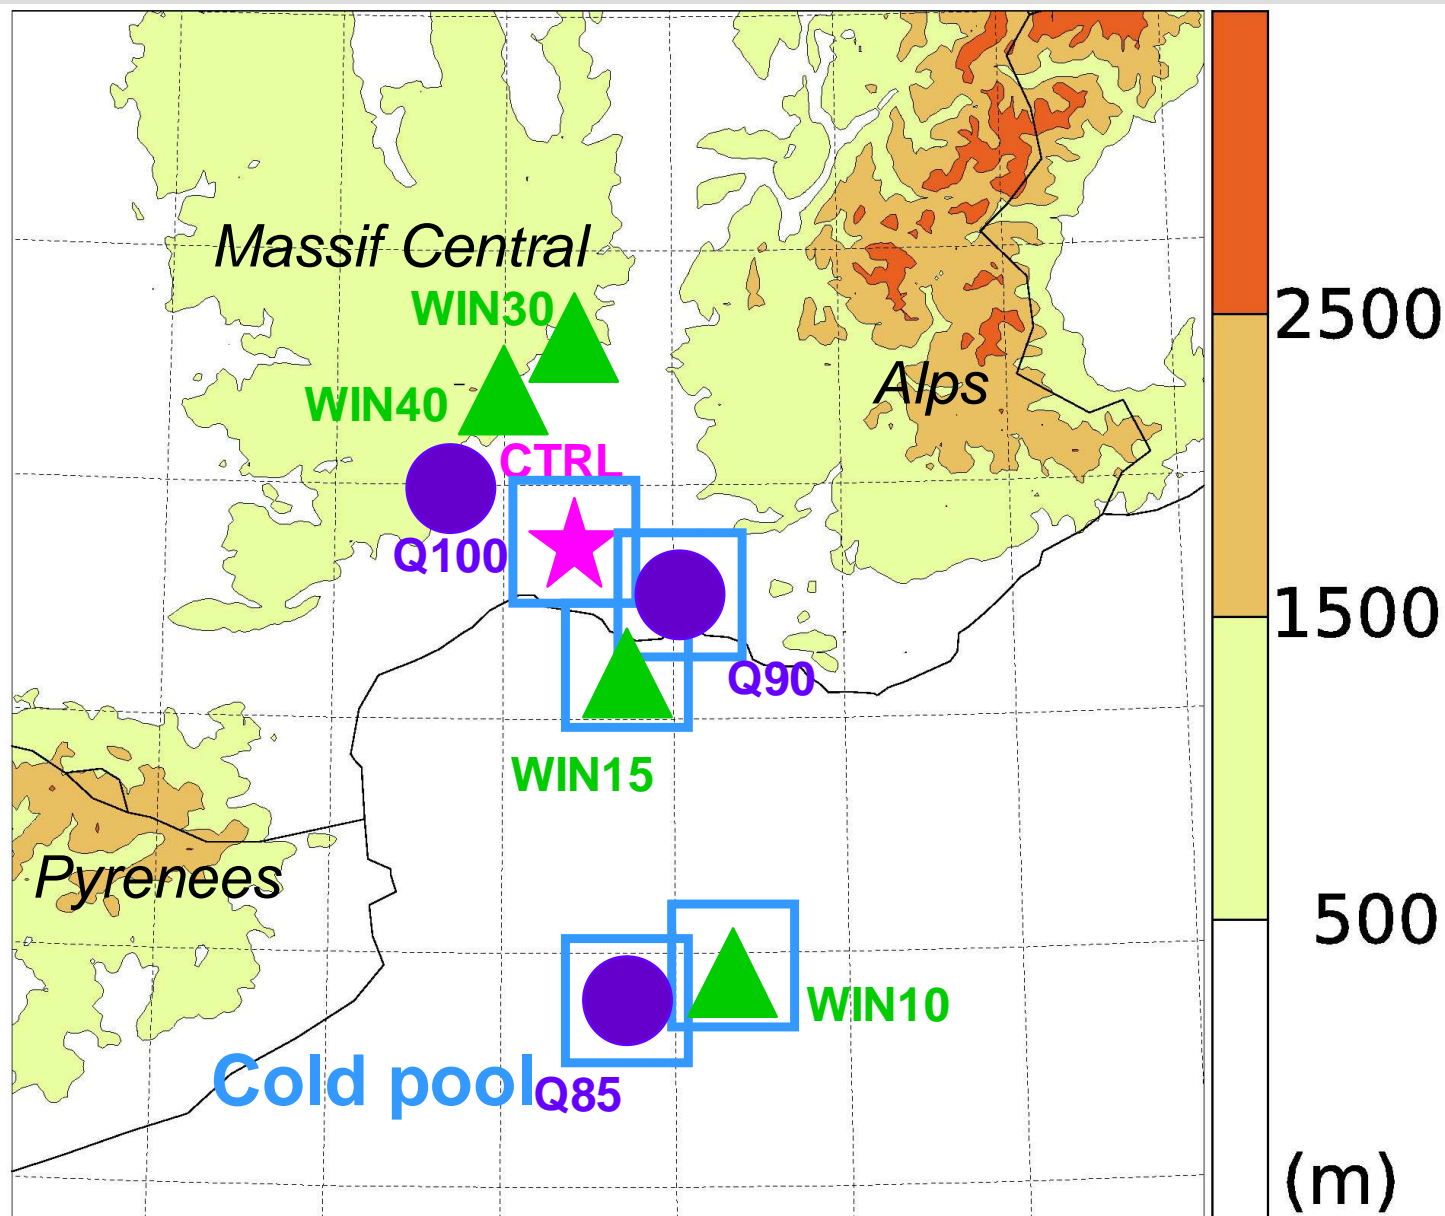 Massif Central
WIN30
2500
WIN40
Alps
CTRL
Q100
1500
Q90
WIN15
Pyrenees
500
WIN10
Cold pool
Q85
(m)